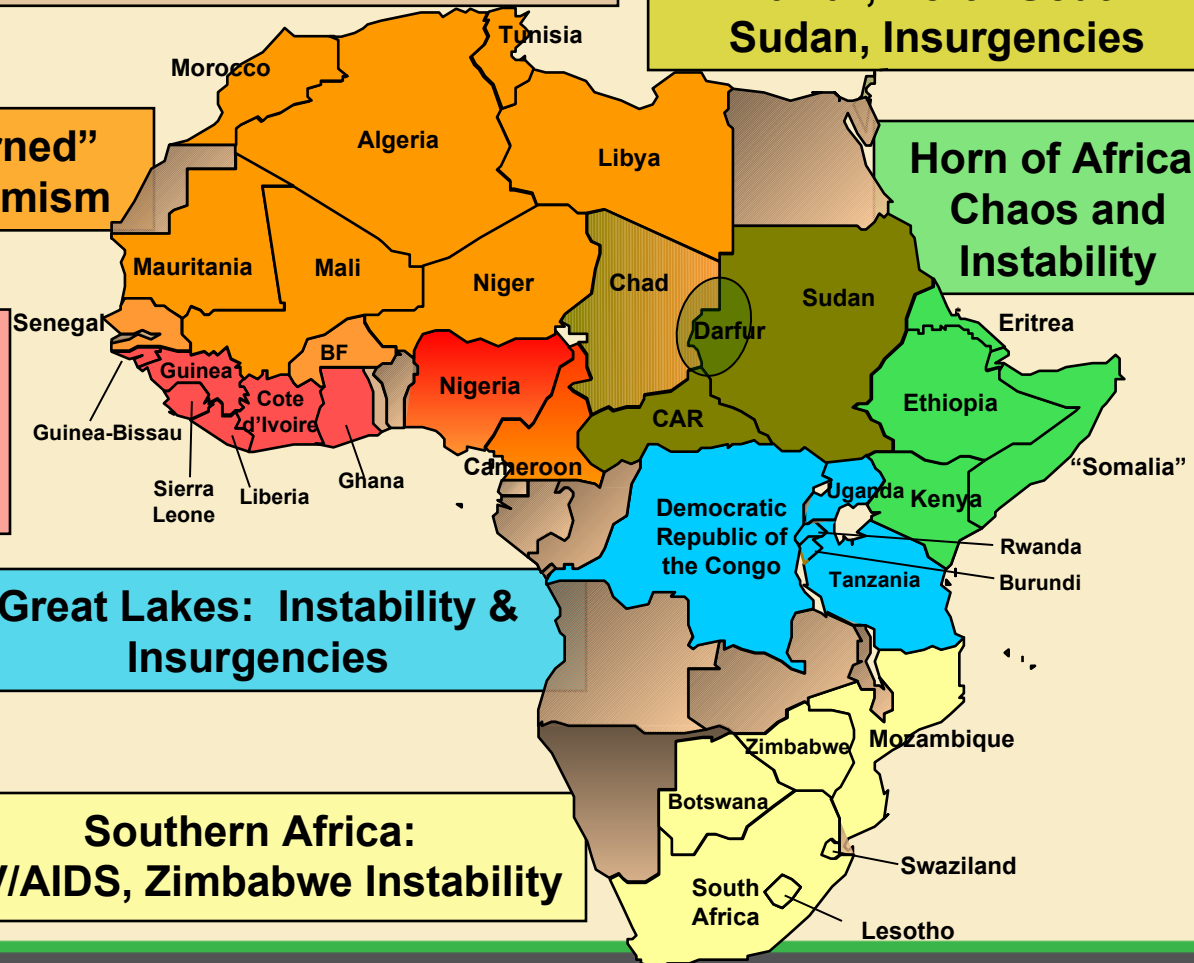 Sudan, Insurgencies
Tunisia
Morocco
Algeria
Libya
rned”
mism
Horn of Africa
Chaos and
Instability
Mauritania
Mali
Niger
Chad
Sudan
Senegal
Darfur
Eritrea
BF
Guinea
Nigeria
Cote
d’Ivoire
Ethiopia
CAR
Guinea-Bissau
Cameroon
“Somalia”
Sierra
Leone
Liberia
Ghana
Uganda
Kenya
Democratic
Republic of
the Congo
Rwanda
Burundi
Tanzania
Great Lakes:  Instability &
Insurgencies
Zimbabwe
Mozambique
Botswana
Southern Africa:
V/AIDS, Zimbabwe Instability
Swaziland
South
Africa
Lesotho